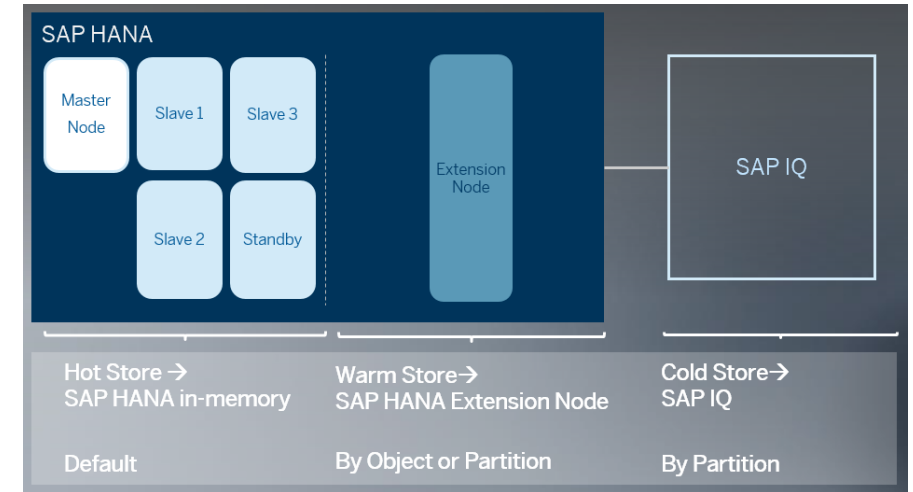 SAP HANA
Master
Node
Slave 1
Slave 3
Slave 2
Standby
Extension
Node
SAP IQ
Hot Store →
SAP HANA in-memory
Default
Warm Store→
SAP HANA Extension Node
By Object or Partition
Cold Store→
SAP IQ
By Partition